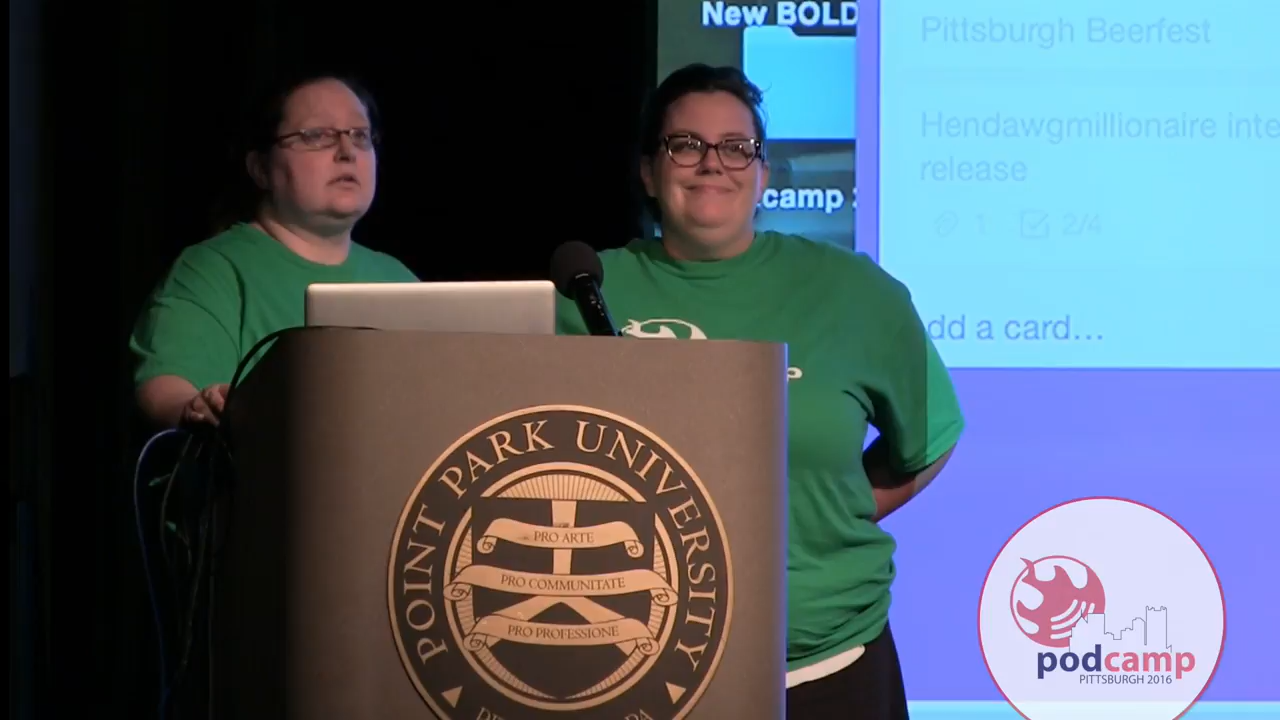 New BOLD
Pittsburgh Beerfest
Hendawgmillionaire inte
release
1
2/4
camp
dd a card...
POINT PARK UNIVERSITY
PRO ARTE
PRO COMMUNITATE
PRO PROFESSIONE
podcamp
PITTSBURGH 2016